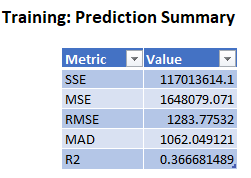 Training: Prediction Summary
Metric Value
SSE 117013614.1
MSE 1648079.071
RMSE 1283.77532
MAD 1062.049121
R2 0.366681489